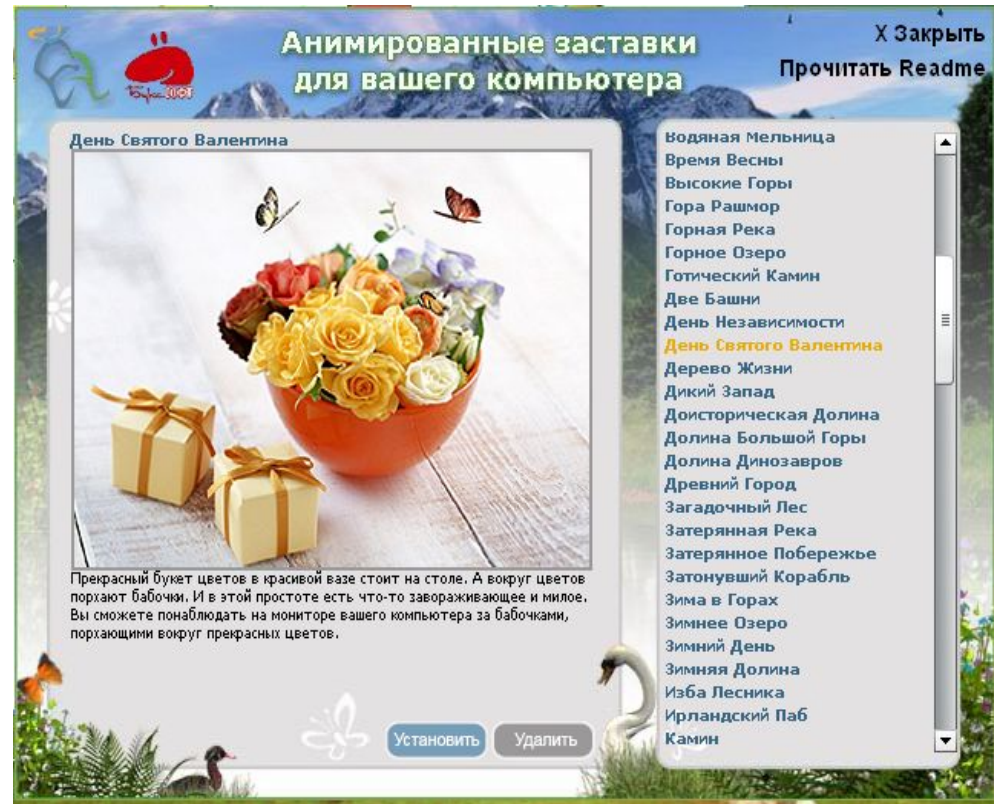 Анимированные заставки
для вашего компьютера
X Закрыть
Прочитать Readme
День Святого Валентина
Прекрасный букет цветов в красивой вазе стоит на столе. А вокруг цветов
порхают бабочки. И в этой простоте есть что-то завораживающее и милое.
Вы сможете понаблюдать на мониторе вашего компьютера за бабочками,
порхающими вокруг прекрасных цветов.
Установить
Удалить
Водяная Мельница
Время Весны
Высокие Горы
Гора Рашмор
Горная Река
Горное Озеро
Готический Камин
Две Башни
День Независимости
День Святого Валентина
Дерево Жизни
Дикий Запад
Доисторическая Долина
Долина Большой Горы
Долина Динозавров
Древний Город
Загадочный Лес
Затерянная Река
Затерянное Побережье
Затонувший Корабль
Зима в Горах
Зимнее Озеро
Зимний День
Зимняя Долина
Изба Лесника
Ирландский Паб
Камин